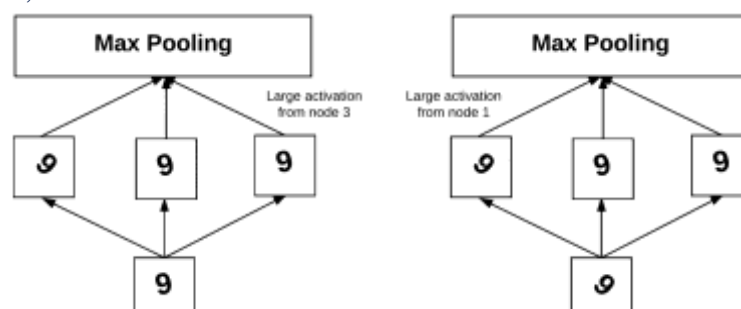 Max Pooling
Max Pooling
Large activation
from node 3
Large activation
from node 1
9
9
9
9
9
9
9
9